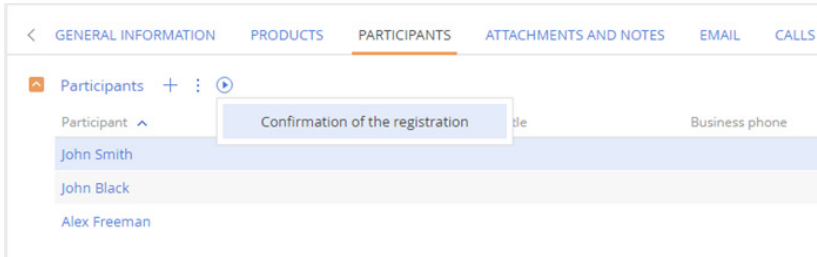 GENERAL INFORMATION PRODUCTS PARTICIPANTS ATTACHMENTS AND NOTES EMAIL CALLS
Participants
Confirmation of the registration
Participant Business phone
John Smith
John Black
Alex Freeman